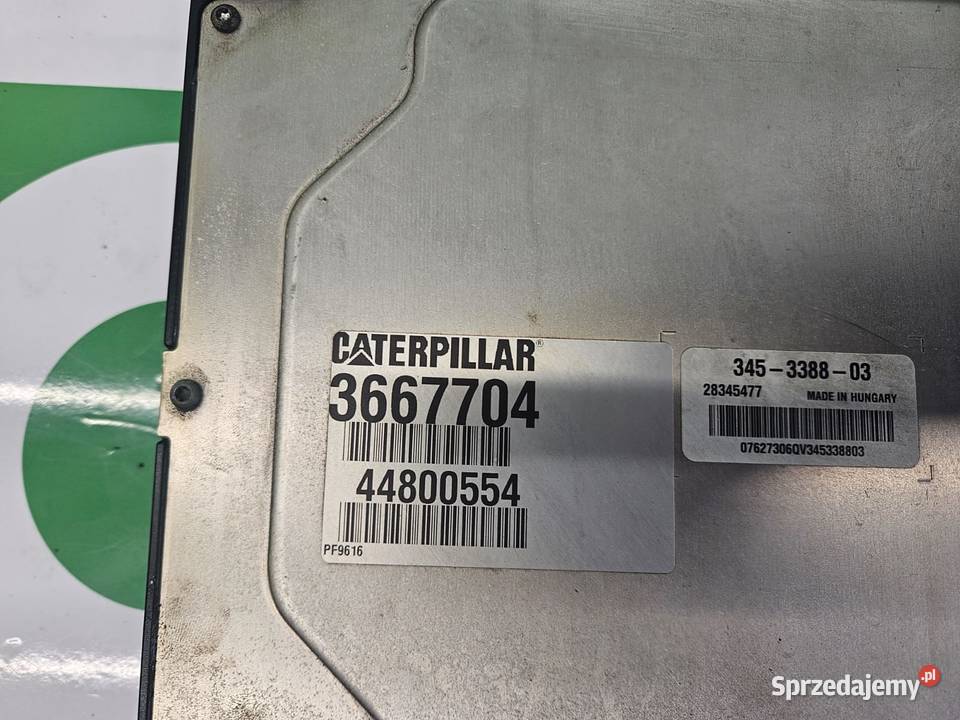 CATERPILLAR®
3667704
44800554
PF9616
345-3388-03
28345477 MADE IN HUNGARY
07627306QV345338803
Sprzedajemy.pl